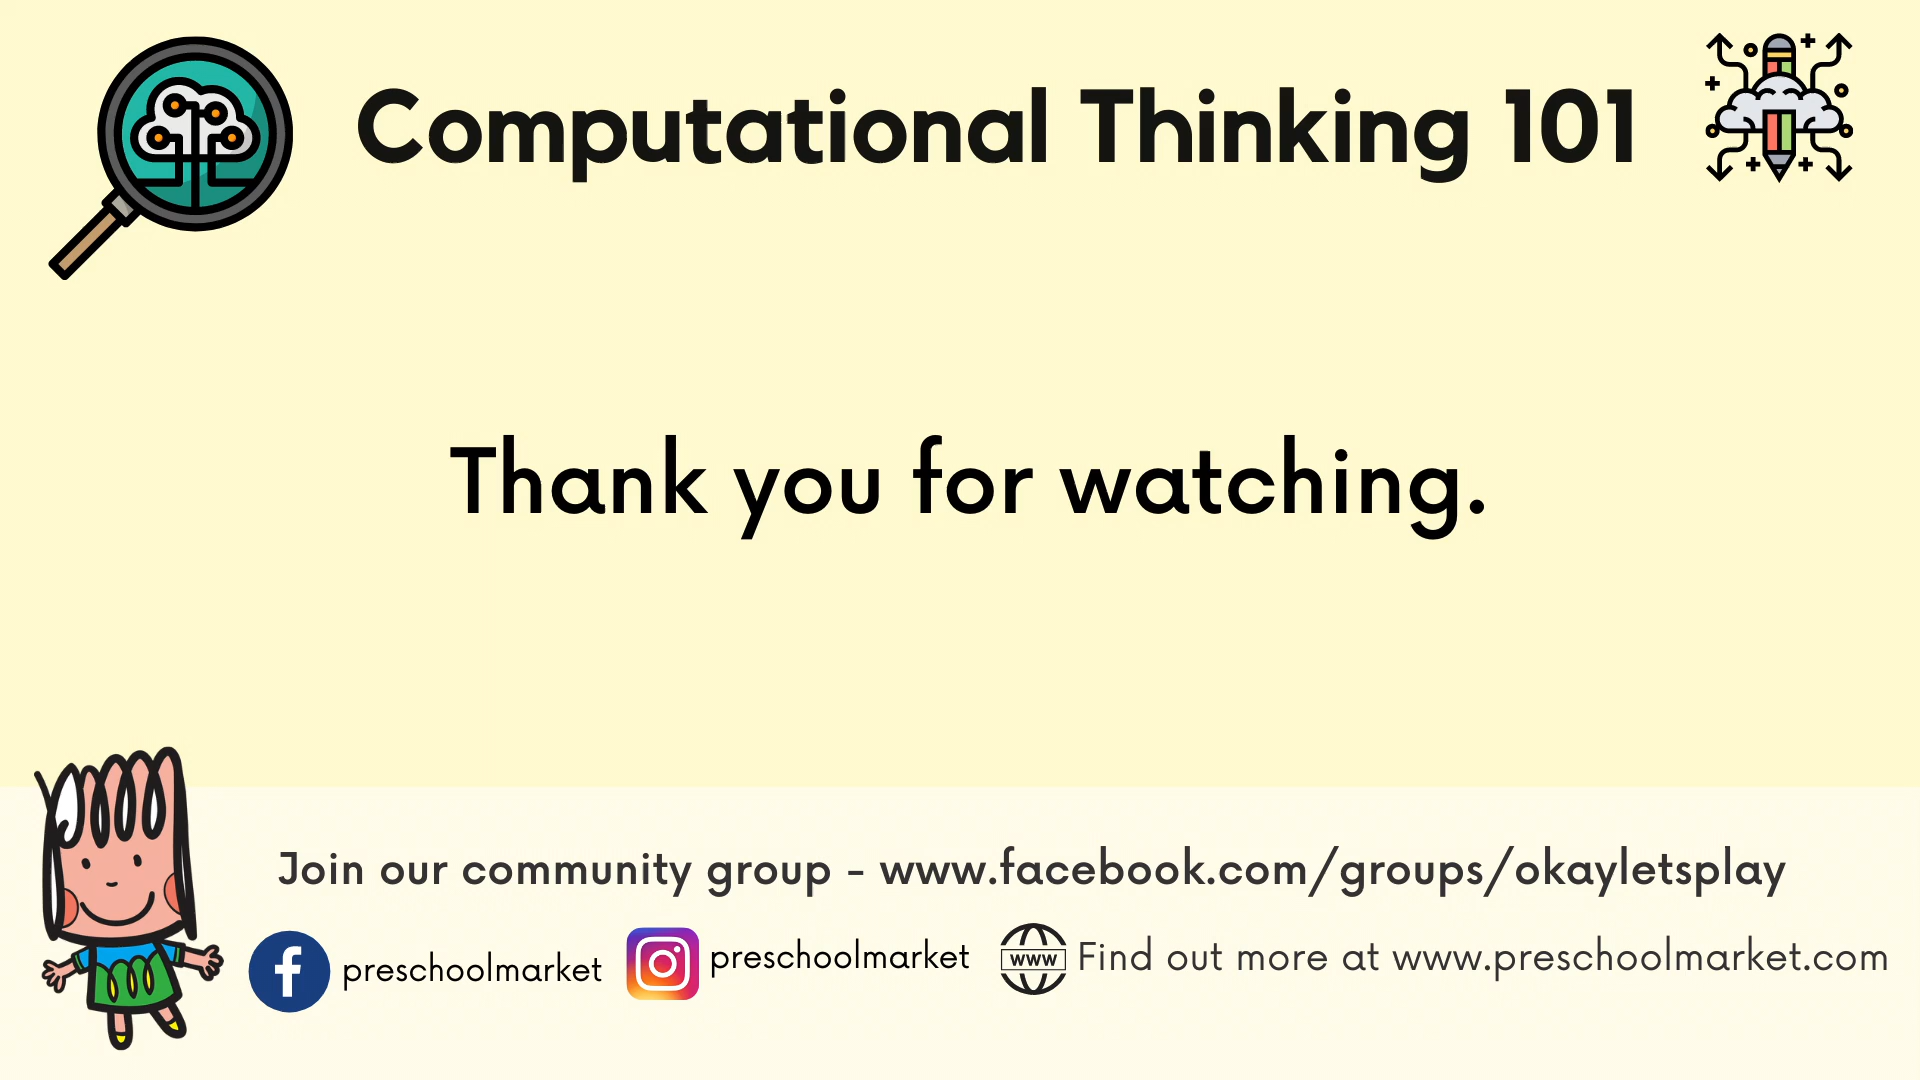 Computational Thinking 101
Thank you for watching.
Join our community group - www.facebook.com/groups/okayletsplay
preschoolmarket
preschoolmarket
www
Find out more at www.preschoolmarket.com